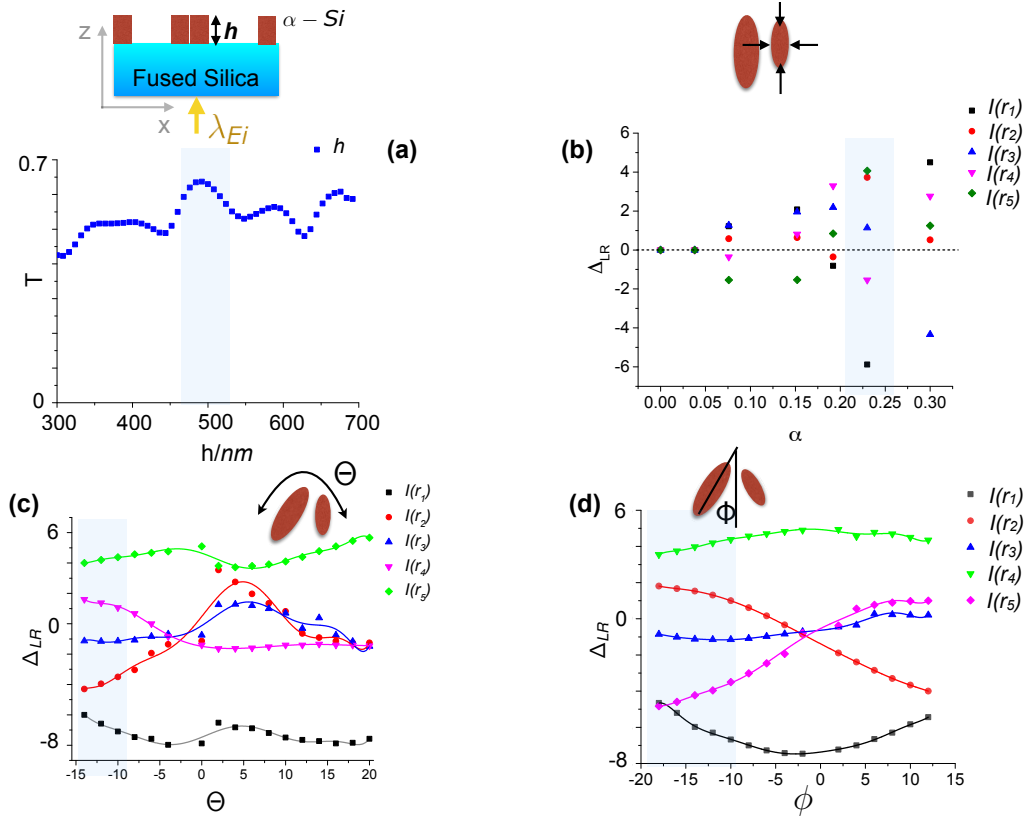 z
h
α – Si
Fused Silica
x
λEi
(a)
h
0.7
T
0
300
400
500
600
700
h/nm
(b)
I(r1)
I(r2)
I(r3)
I(r4)
I(r5)
6
4
2
0
-2
-4
-6
ΔLR
0.00
0.05
0.10
0.15
0.20
0.25
0.30
α
(c)
Θ
I(r1)
I(r2)
I(r3)
I(r4)
I(r5)
6
0
-8
ΔLR
-15
-10
-5
0
5
10
15
20
Θ
(d)
Φ
I(r1)
I(r2)
I(r3)
I(r4)
I(r5)
6
0
-8
ΔLR
-20
-15
-10
-5
0
5
10
15
ϕ